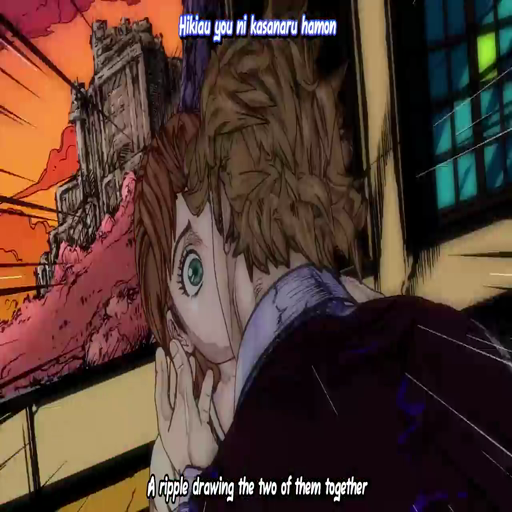 Hikiau you ni kasanaru hamon
A ripple drawing the two of them together